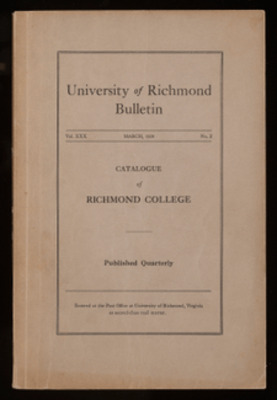 University of Richmond
Bulletin
Vol. XXX MARCH, No. 2
CATALOGUE
of
RICHMOND COLLEGE
Published Quarterly
Entered at the Post Office at University of Richmond, Virginia
as second-class mail matter.